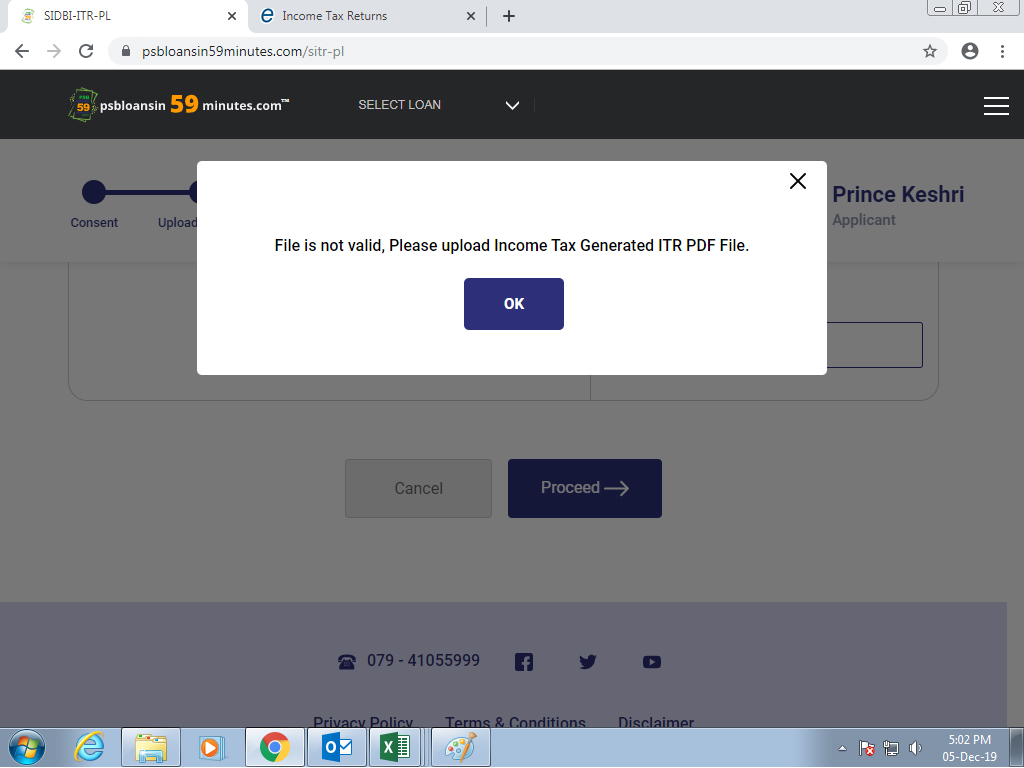 SIDBI-ITR-PL
Income Tax Returns
psbloansin59minutes.com/sitr-pl
PSB 59 psbloansin 59 minutes.com™
SELECT LOAN
Consent
Upload
Prince Keshri
Applicant
File is not valid, Please upload Income Tax Generated ITR PDF File.
OK
Cancel
Proceed
079 - 41055999
Privacy Policy
Terms & Conditions
Disclaimer
5:02 PM
05-Dec-19